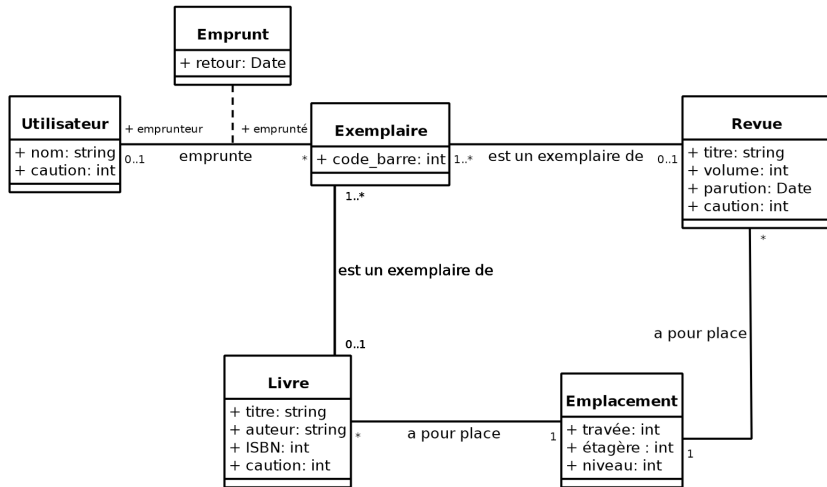 Emprunt
+ retour: Date
Utilisateur
+ nom: string
+ caution: int
+ emprunteur
+ emprunté
0..1
emprunte
*
Exemplaire
+ code_barre: int
1..*
est un exemplaire de
0..1
Revue
+ titre: string
+ volume: int
+ parution: Date
+ caution: int
1..*
est un exemplaire de
0..1
*
a pour place
Livre
+ titre: string
+ auteur: string
+ ISBN: int
+ caution: int
*
a pour place
1
Emplacement
+ travée: int
+ étagère : int
+ niveau: int
1